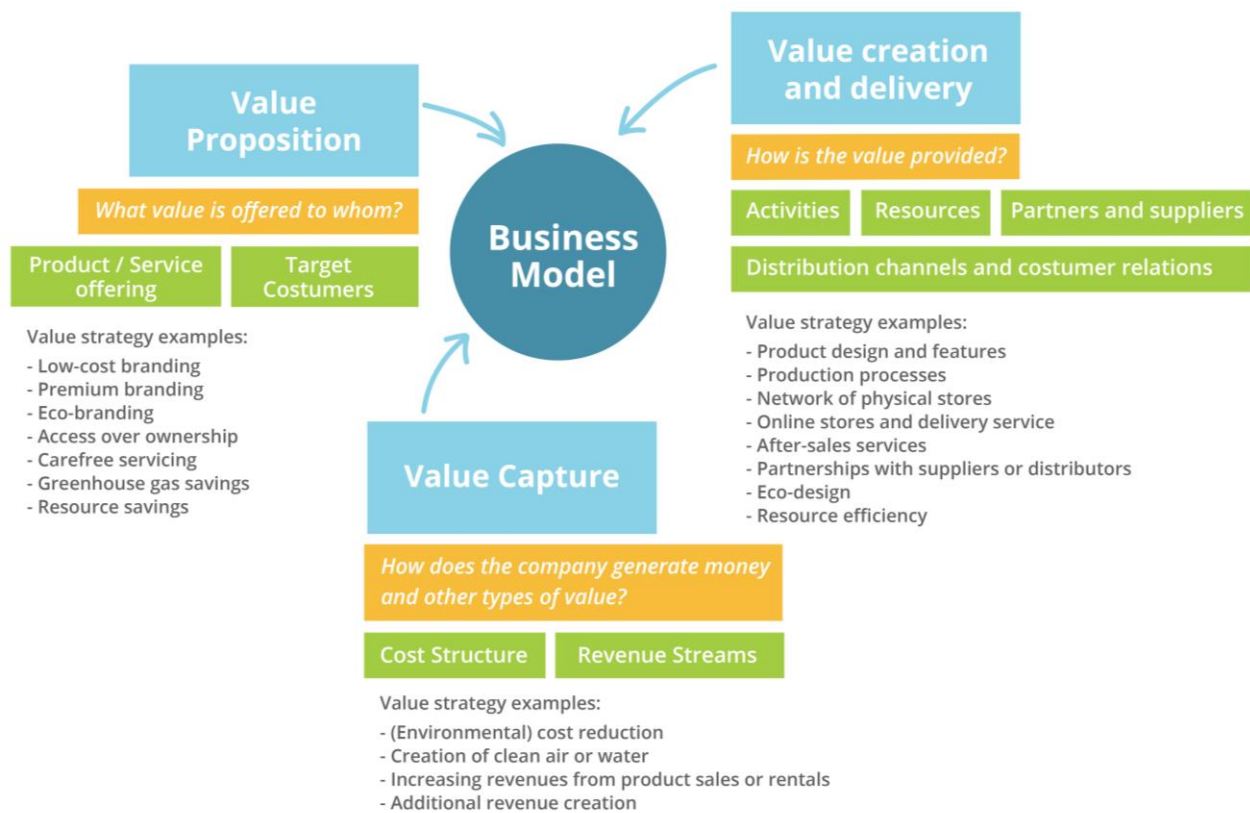 Value
Proposition
What value is offered to whom?
Product / Service
offering
Target
Costumers
Value strategy examples:
- Low-cost branding
- Premium branding
- Eco-branding
- Access over ownership
- Carefree servicing
- Greenhouse gas savings
- Resource savings
Business
Model
Value creation
and delivery
How is the value provided?
Activities
Resources
Partners and suppliers
Distribution channels and costumer relations
Value strategy examples:
- Product design and features
- Production processes
- Network of physical stores
- Online stores and delivery service
- After-sales services
- Partnerships with suppliers or distributors
- Eco-design
- Resource efficiency
Value Capture
How does the company generate money
and other types of value?
Cost Structure
Revenue Streams
Value strategy examples:
- (Environmental) cost reduction
- Creation of clean air or water
- Increasing revenues from product sales or rentals
- Additional revenue creation